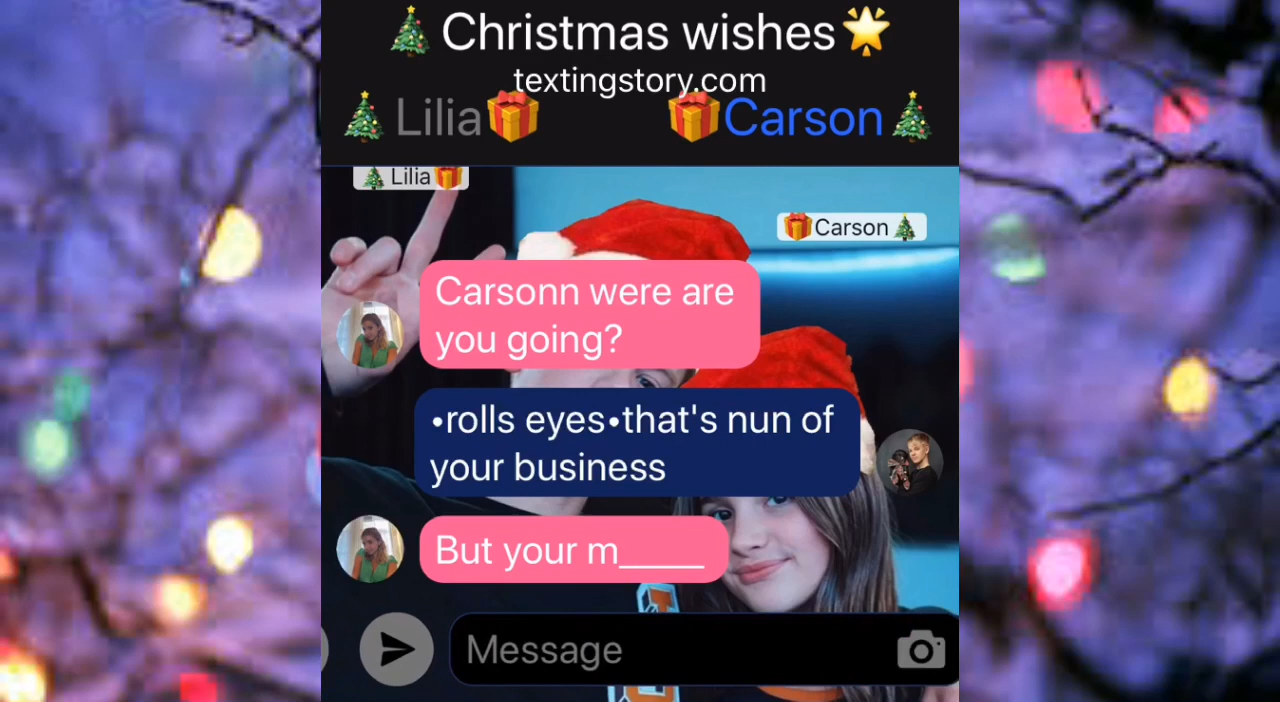 🎄Christmas wishes🌟
textingstory.com
🎄Lilia🎁 🎁Carson🎄
🎄Lilia🎁
🎁Carson🎄
Carsonn were are
you going?
•rolls eyes•that's nun of
your business
But your m_____
Message